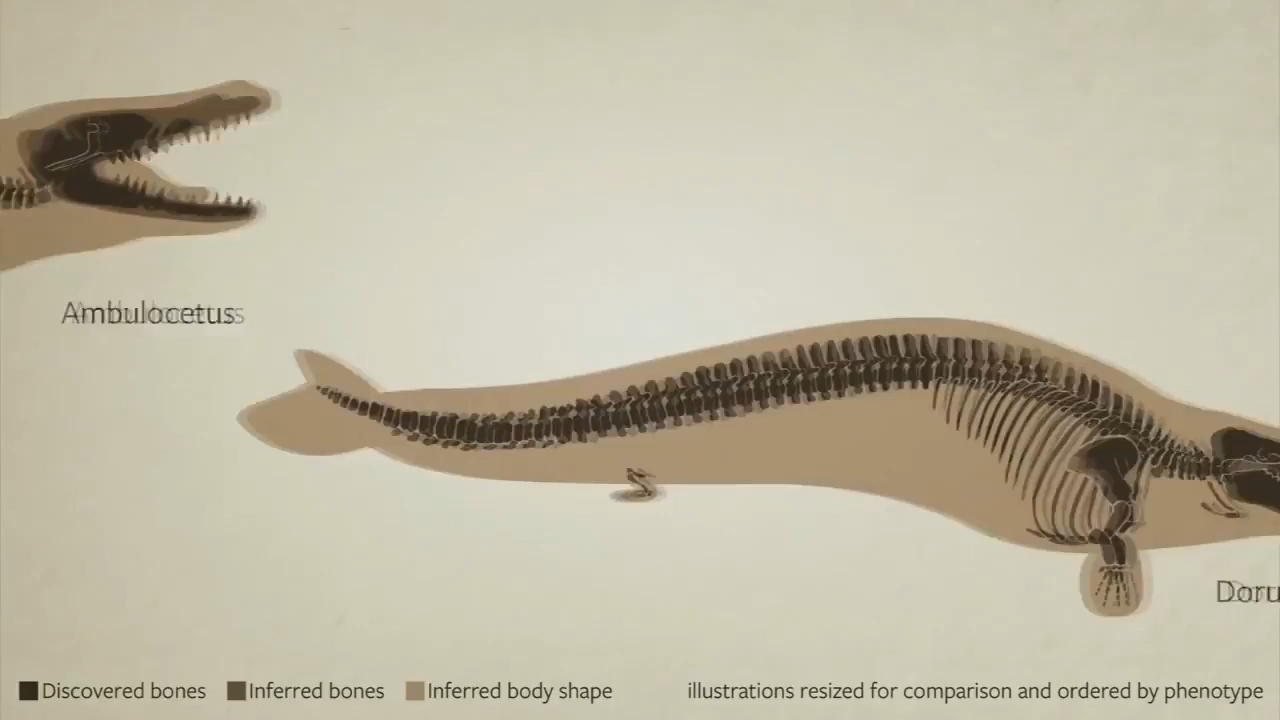 Ambulocetus
Doru
Discovered bones
Inferred bones
Inferred body shape
illustrations resized for comparison and ordered by phenotype